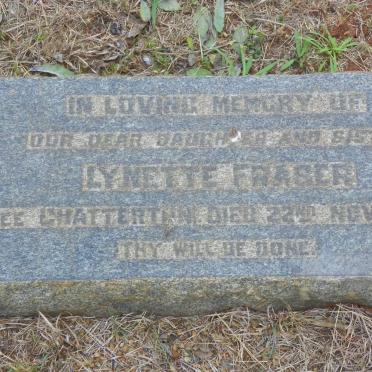 IN LOVING MEMORY OF
OUR DEAR DAUGHTER AND SIST
LYNETTE FRASER
EE CHATTERTON, DIED 22ND NOV
THY WILL BE DONE.